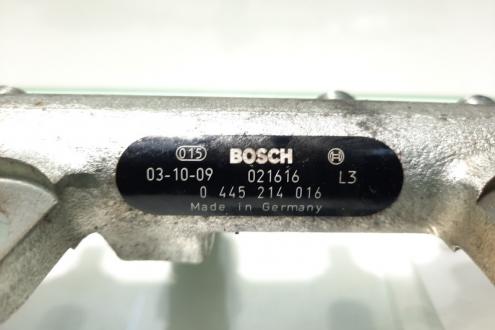 015 BOSCH
03-10-09 021616 L3
0 445 214 016
Made in Germany